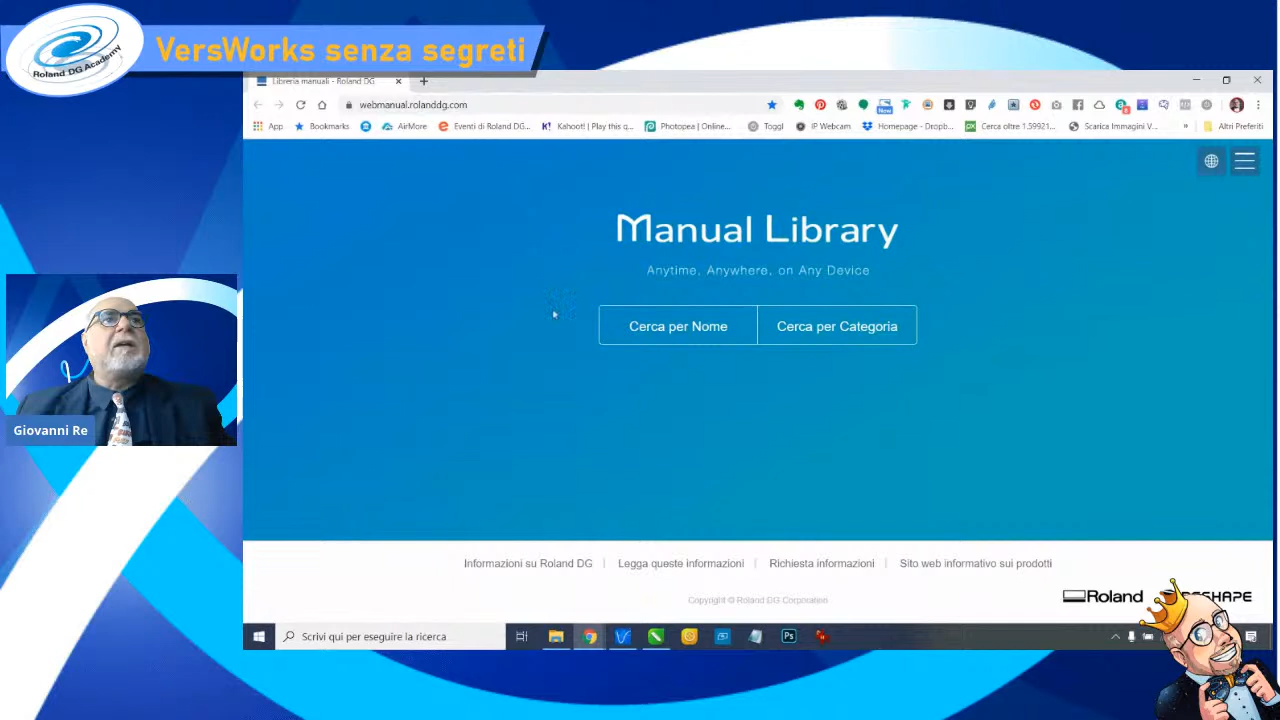 VersWorks senza segreti
Roland DG Academy
Libreria manuali - Roland DG
webmanual.rolanddg.com
New
8
App
Bookmarks
AirMore
Eventi di Roland DG...
Kahoot! | Play this q...
Photopea | Online...
Toggl
IP Webcam
Homepage - Dropb...
Cerca oltre 1.59921...
Scarica Immagini V...
»
Altri Preferiti
Manual Library
Anytime, Anywhere, on Any Device
Cerca per Nome
Cerca per Categoria
Giovanni Re
Informazioni su Roland DG | Legga queste informazioni | Richiesta informazioni | Sito web informativo sui prodotti
Copyright © Roland DG Corporation
Roland
Scrivi qui per eseguire la ricerca
Ps